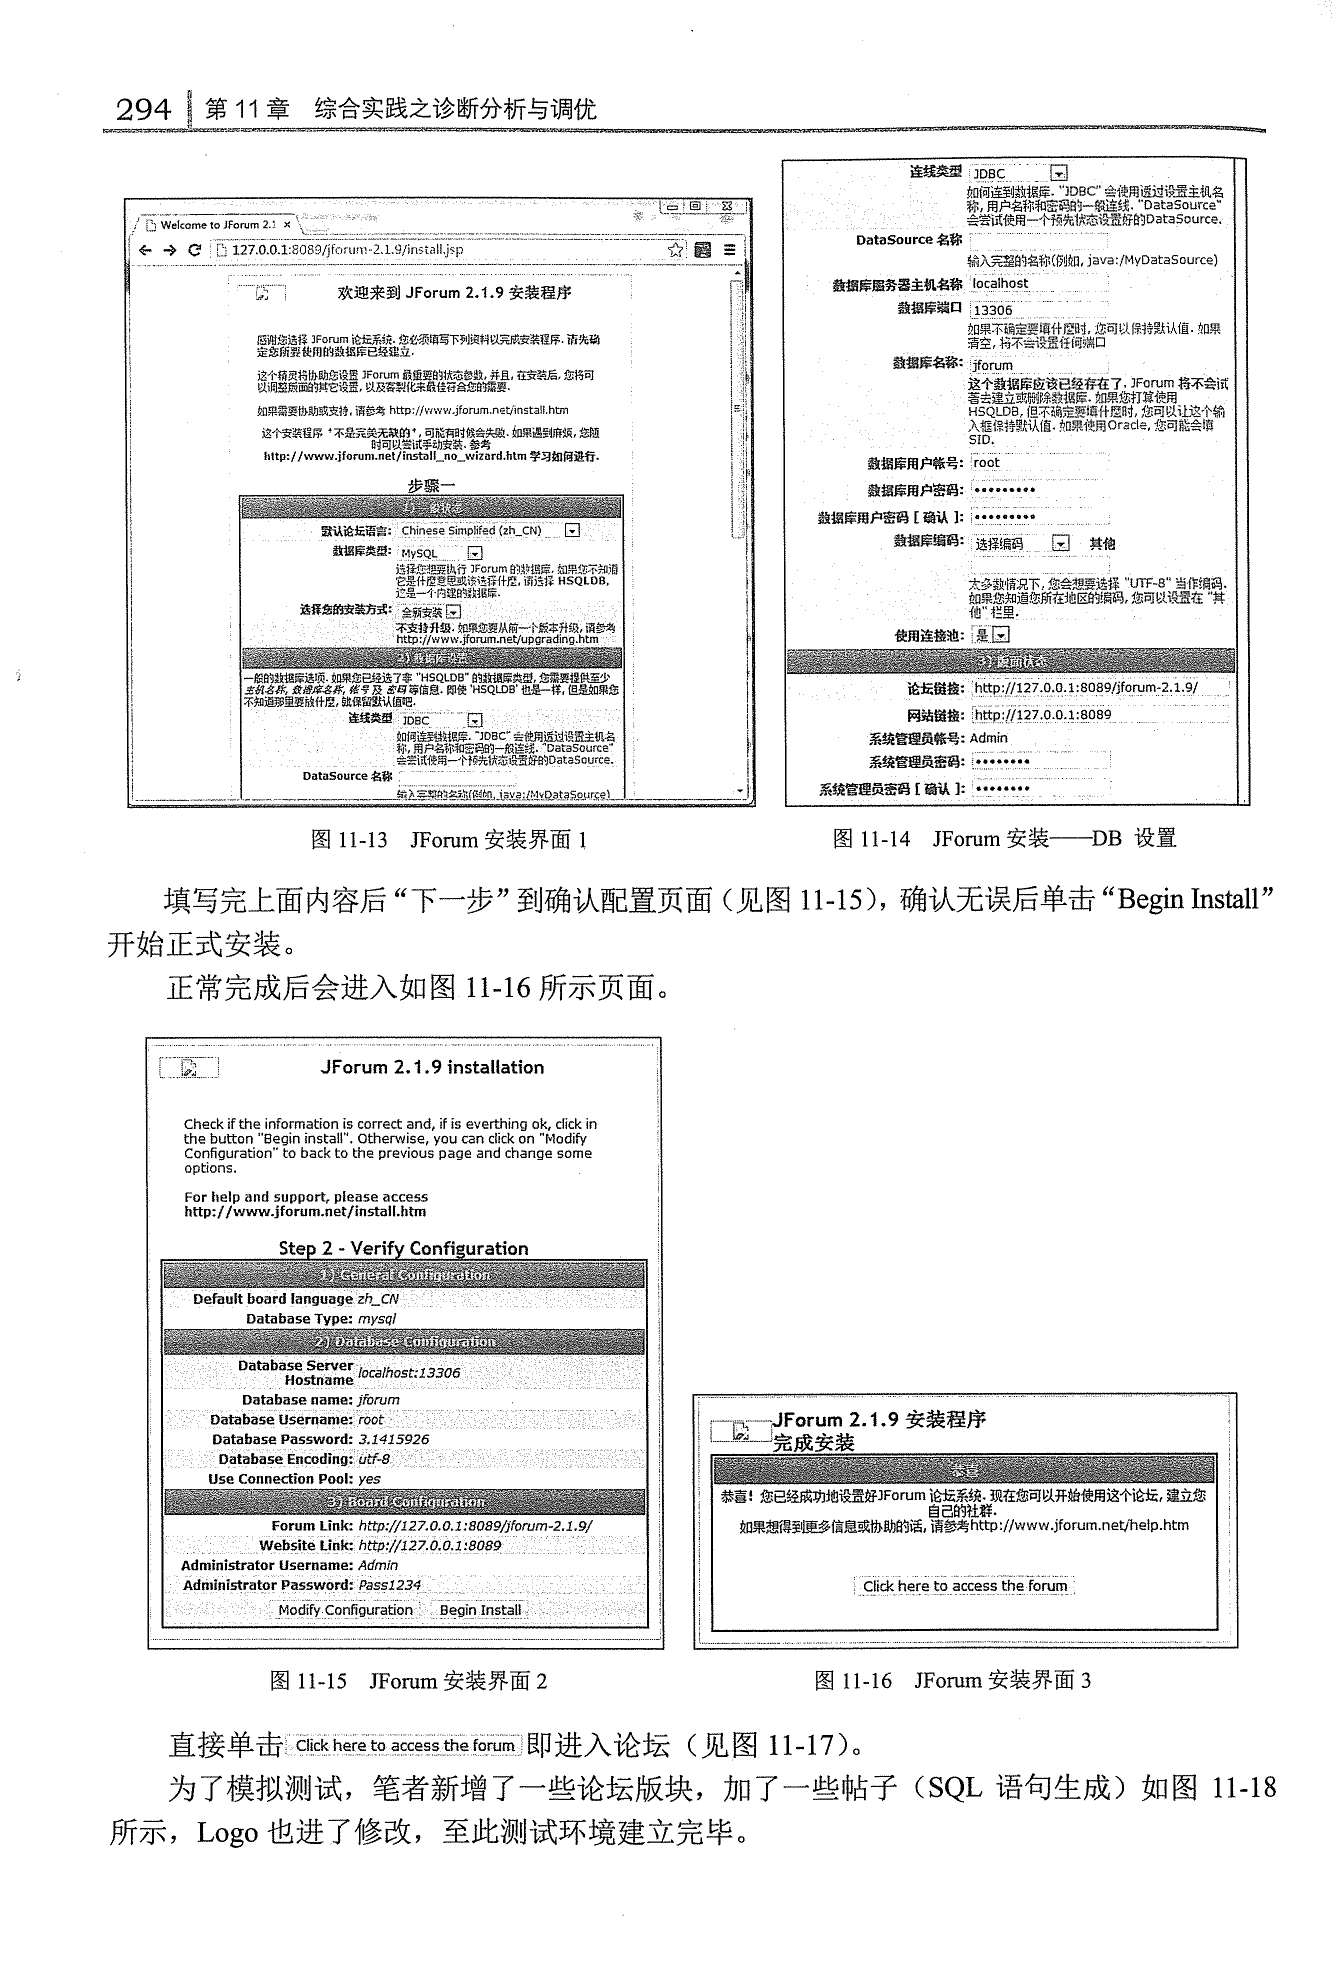 294 第 11 章 综合实践之诊断分析与调优
Welcome to JForum 2.1 ×
127.0.0.1:8089/jforum-2.1.9/install.jsp
欢迎来到 JForum 2.1.9 安装程序
感谢您选择 JForum 论坛系统. 您必须填写下列资料以完成安装程序. 请先确
定您所要使用的数据库已经建立.
这个精灵将协助您设置 JForum 最重要的状态参数, 并且, 在安装后, 您将可
以调整版面的其它设置, 以及客制化来最佳符合您的需要.
如果需要协助或支持, 请参考 http://www.jforum.net/install.htm
这个安装程序 *不是完美无缺的*, 可能有时候会失败. 如果遇到麻烦, 您随
时可以尝试手动安装. 参考
http://www.jforum.net/install_no_wizard.htm 学习如何进行.
步骤一
默认论坛语言: Chinese Simplifed (zh_CN)
数据库类型: MySQL
选择您想要执行 JForum 的数据库. 如果您不知道
它是什麽意思或该选择什麽, 请选择 HSQLDB,
这是一个内建的数据库.
选择您的安装方式: 全新安装
不支持升级. 如果您要从前一个版本升级, 请参考
http://www.jforum.net/upgrading.htm
2) 数据库设置
一般的数据库选项. 如果您已经选了非 "HSQLDB" 的数据库类型, 您需要提供至少
主机名称, 数据库名称, 帐号及 密码等信息. 即使 'HSQLDB' 也是一样, 但是如果您
不知道那里要放什麽, 就保留默认值吧.
连线类型 JDBC
如何连到数据库. "JDBC" 会使用透过设置主机名
称, 用户名称和密码的一般连线. "DataSource"
会尝试使用一个预先状态设置好的DataSource.
DataSource 名称
输入完整的名称(例如, java:/MyDataSource)
图 11-13 JForum 安装界面 1
连线类型 JDBC
如何连到数据库. "JDBC" 会使用透过设置主机名
称, 用户名称和密码的一般连线. "DataSource"
会尝试使用一个预先状态设置好的DataSource.
DataSource 名称
输入完整的名称(例如, java:/MyDataSource)
数据库服务器主机名称 localhost
数据库端口 13306
如果不确定要填什麽时, 您可以保持默认值. 如果
清空, 将不会设置任何端口
数据库名称: jforum
这个数据库应该已经存在了. JForum 将不会试
著去建立或删除数据库. 如果您打算使用
HSQLDB, 但不确定要填什麽时, 您可以让这个输
入框保持默认值. 如果使用Oracle, 您可能会填
SID.
数据库用户帐号: root
数据库用户密码: •••••••••
数据库用户密码 [ 确认 ]: •••••••••
数据库编码: 选择编码 其他
太多数情况下, 您会想要选择 "UTF-8" 当作编码.
如果您知道您所在地区的编码, 您可以设置在 "其
他" 栏里.
使用连接池: 是
3) 版面状态
论坛链接: http://127.0.0.1:8089/jforum-2.1.9/
网站链接: http://127.0.0.1:8089
系统管理员帐号: Admin
系统管理员密码: ••••••••
系统管理员密码 [ 确认 ]: ••••••••
图 11-14 JForum 安装——DB 设置
填写完上面内容后“下一步”到确认配置页面（见图 11-15），确认无误后单击“Begin Install”
开始正式安装。
正常完成后会进入如图 11-16 所示页面。
JForum 2.1.9 installation
Check if the information is correct and, if is everthing ok, click in
the button "Begin install". Otherwise, you can click on "Modify
Configuration" to back to the previous page and change some
options.
For help and support, please access
http://www.jforum.net/install.htm
Step 2 - Verify Configuration
1) General Configuration
Default board language zh_CN
Database Type: mysql
2) Database Configuration
Database Server
Hostname localhost:13306
Database name: jforum
Database Username: root
Database Password: 3.1415926
Database Encoding: utf-8
Use Connection Pool: yes
3) Board Configuration
Forum Link: http://127.0.0.1:8089/jforum-2.1.9/
Website Link: http://127.0.0.1:8089
Administrator Username: Admin
Administrator Password: Pass1234
Modify Configuration Begin Install
图 11-15 JForum 安装界面 2
JForum 2.1.9 安装程序
完成安装
恭喜
恭喜! 您已经成功地设置好JForum 论坛系统. 现在您可以开始使用这个论坛, 建立您
自己的社群.
如果想得到更多信息或协助的话, 请参考http://www.jforum.net/help.htm
Click here to access the forum
图 11-16 JForum 安装界面 3
直接单击 Click here to access the forum 即进入论坛（见图 11-17）。
为了模拟测试，笔者新增了一些论坛版块，加了一些帖子（SQL 语句生成）如图 11-18
所示，Logo 也进了修改，至此测试环境建立完毕。